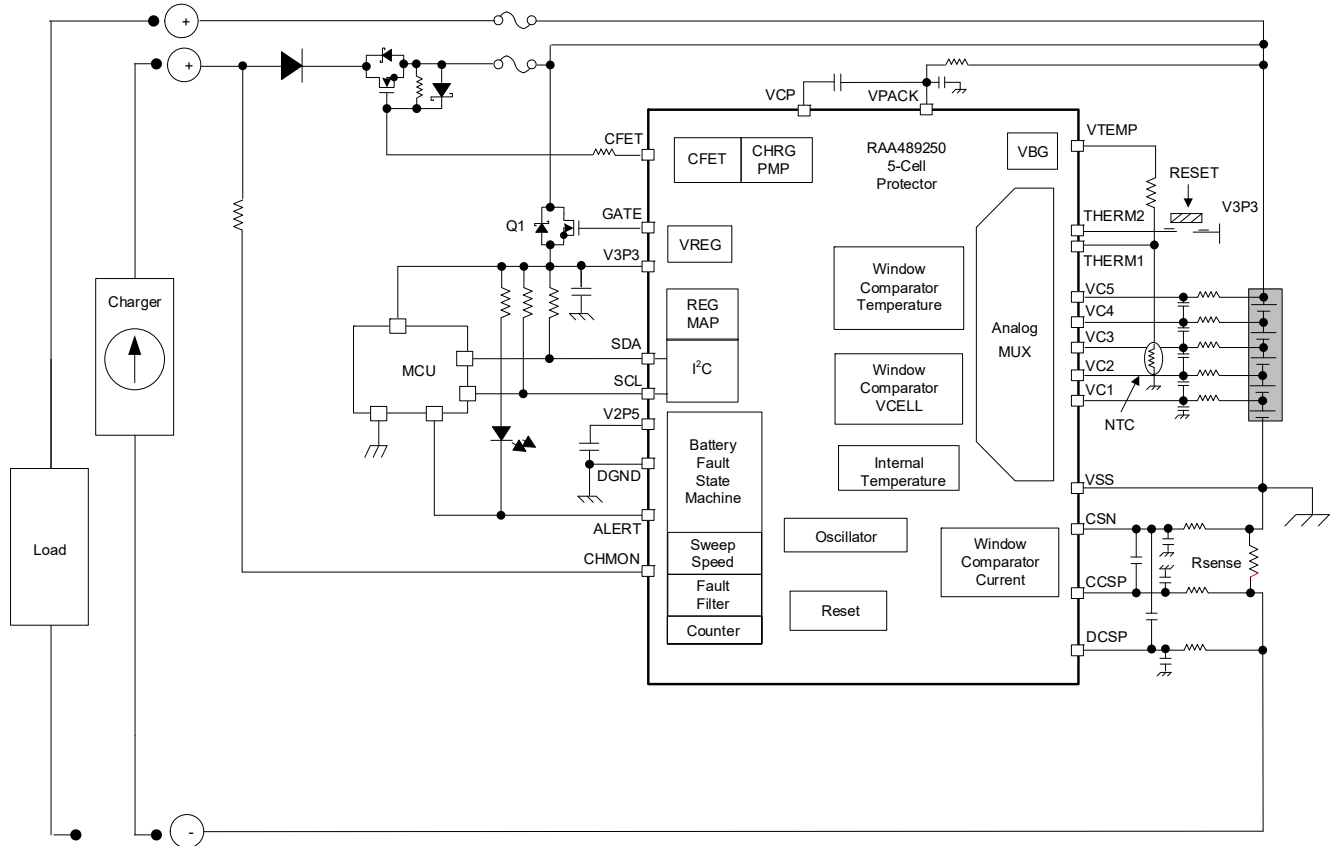 +
+
VCP
VPACK
CFET
CFET
CHRG
PMP
RAA489250
5-Cell
Protector
VBG
VTEMP
RESET
THERM2
V3P3
THERM1
Q1
GATE
VREG
V3P3
Window
Comparator
Temperature
Analog
MUX
VC5
VC4
VC3
VC2
VC1
NTC
Charger
REG
MAP
MCU
SDA
I²C
SCL
Window
Comparator
VCELL
V2P5
DGND
Battery
Fault
State
Machine
Internal
Temperature
VSS
Load
ALERT
CHMON
Sweep
Speed
Fault
Filter
Counter
Oscillator
Reset
Window
Comparator
Current
CSN
Rsense
CCSP
DCSP
-